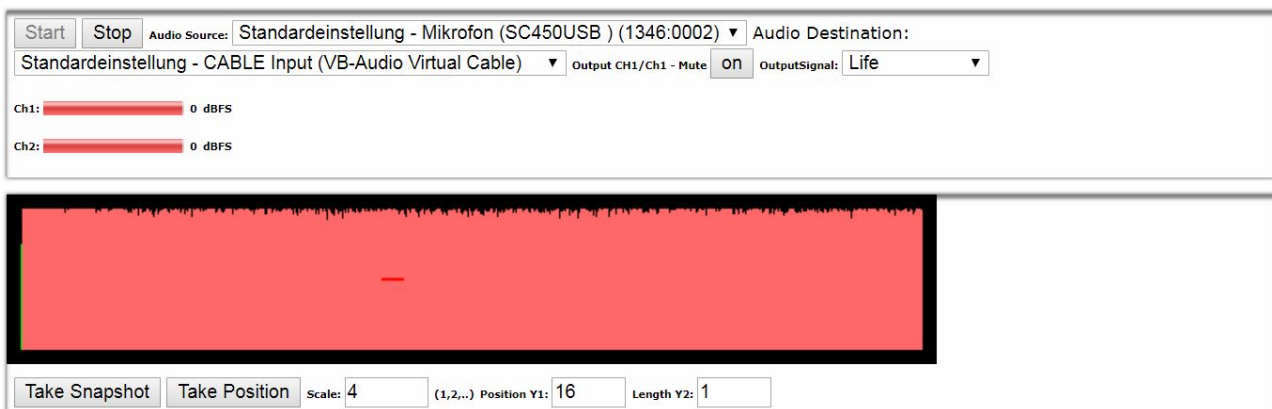 Start Stop Audio Source: Standardeinstellung - Mikrofon (SC450USB ) (1346:0002) Audio Destination:
Standardeinstellung - CABLE Input (VB-Audio Virtual Cable) Output CH1/Ch1 - Mute on OutputSignal: Life
Ch1: 0 dBFS
Ch2: 0 dBFS
Take Snapshot Take Position Scale: 4 (1,2,..) Position Y1: 16 Length Y2: 1